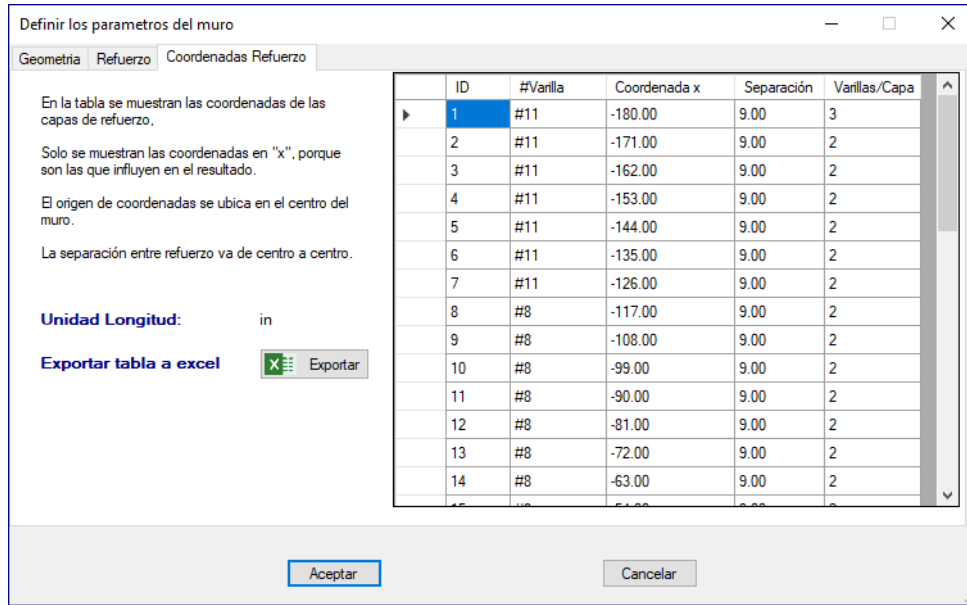 Definir los parametros del muro
Geometria Refuerzo Coordenadas Refuerzo
En la tabla se muestran las coordenadas de las
capas de refuerzo,
Solo se muestran las coordenadas en "x", porque
son las que influyen en el resultado.
El origen de coordenadas se ubica en el centro del
muro.
La separación entre refuerzo va de centro a centro.
Unidad Longitud: in
Exportar tabla a excel Exportar
ID #Varilla Coordenada x Separación Varillas/Capa
1 #11 -180.00 9.00 3
2 #11 -171.00 9.00 2
3 #11 -162.00 9.00 2
4 #11 -153.00 9.00 2
5 #11 -144.00 9.00 2
6 #11 -135.00 9.00 2
7 #11 -126.00 9.00 2
8 #8 -117.00 9.00 2
9 #8 -108.00 9.00 2
10 #8 -99.00 9.00 2
11 #8 -90.00 9.00 2
12 #8 -81.00 9.00 2
13 #8 -72.00 9.00 2
14 #8 -63.00 9.00 2
Aceptar Cancelar